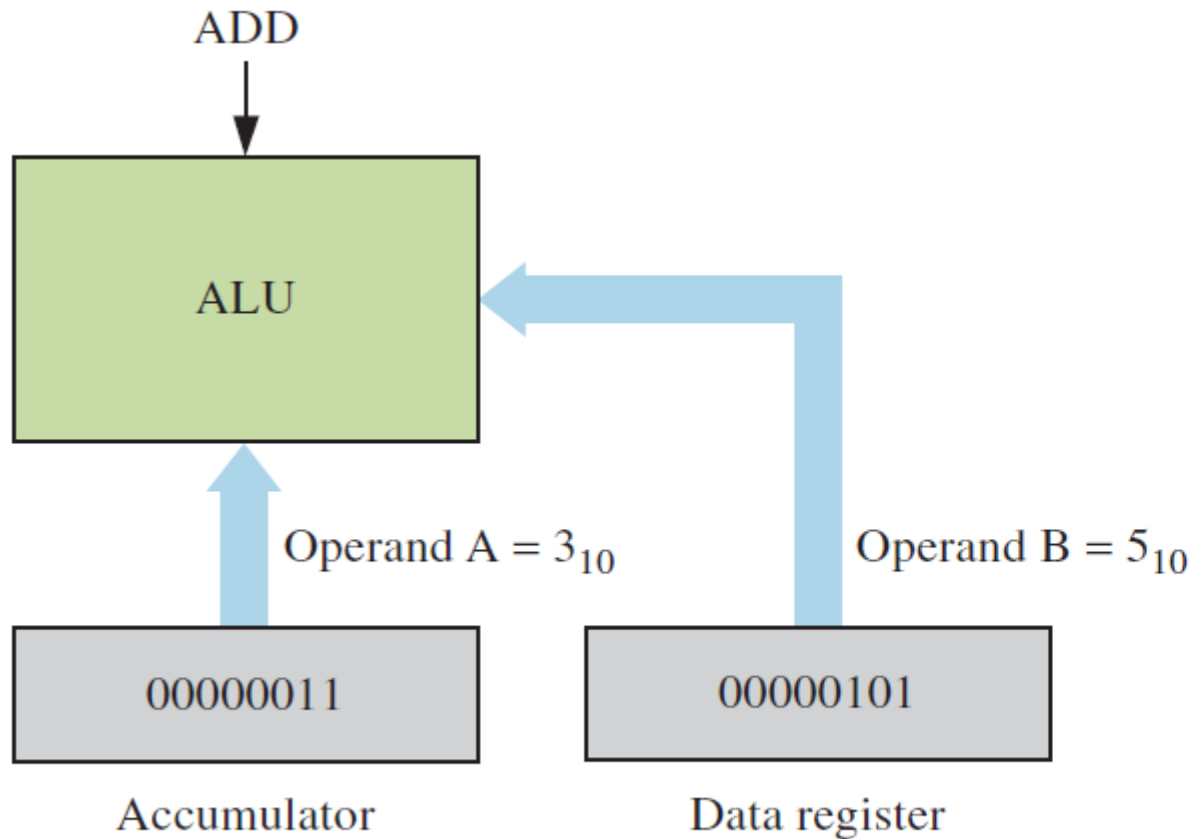 ADD
ALU
Operand A = 3₁₀
Operand B = 5₁₀
00000011
00000101
Accumulator
Data register